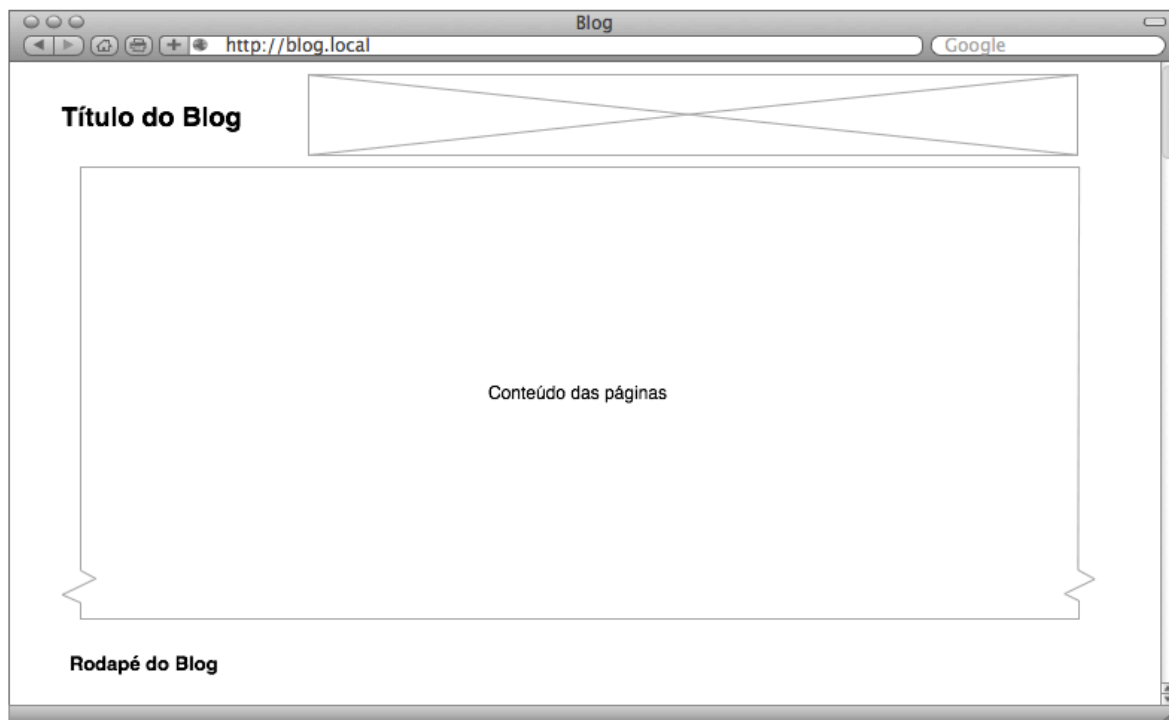 Blog
http://blog.local
Google
Título do Blog
Conteúdo das páginas
Rodapé do Blog